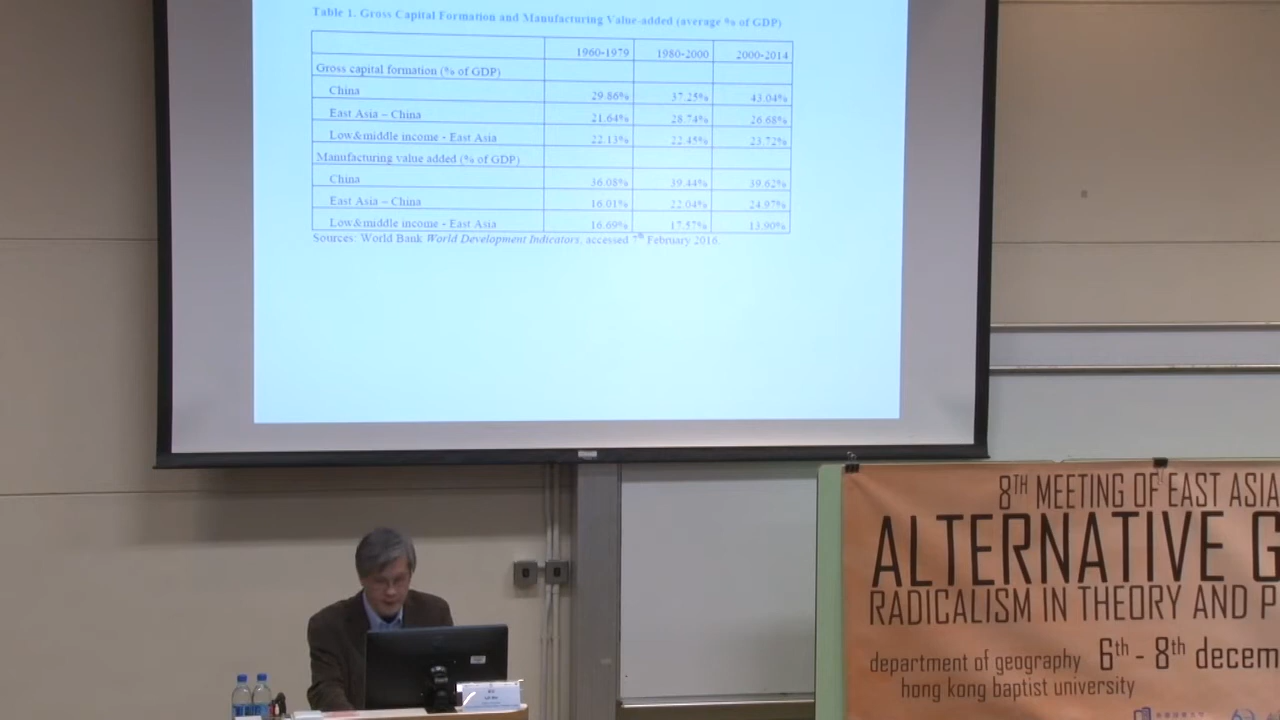 Table 1. Gross Capital Formation and Manufacturing Value-added (average % of GDP)
1960-1979 1980-2000 2000-2014
Gross capital formation (% of GDP)
China 29.86% 37.25% 43.04%
East Asia – China 21.64% 28.74% 26.68%
Low&middle income - East Asia 22.13% 22.45% 23.72%
Manufacturing value added (% of GDP)
China 36.08% 39.44% 39.62%
East Asia – China 16.01% 22.04% 24.97%
Low&middle income - East Asia 16.69% 17.57% 13.90%
Sources: World Bank World Development Indicators, accessed 7th February 2016.
8TH MEETING OF EAST ASIA
ALTERNATIVE G
RADICALISM IN THEORY AND P
department of geography 6th - 8th decem
hong kong baptist university